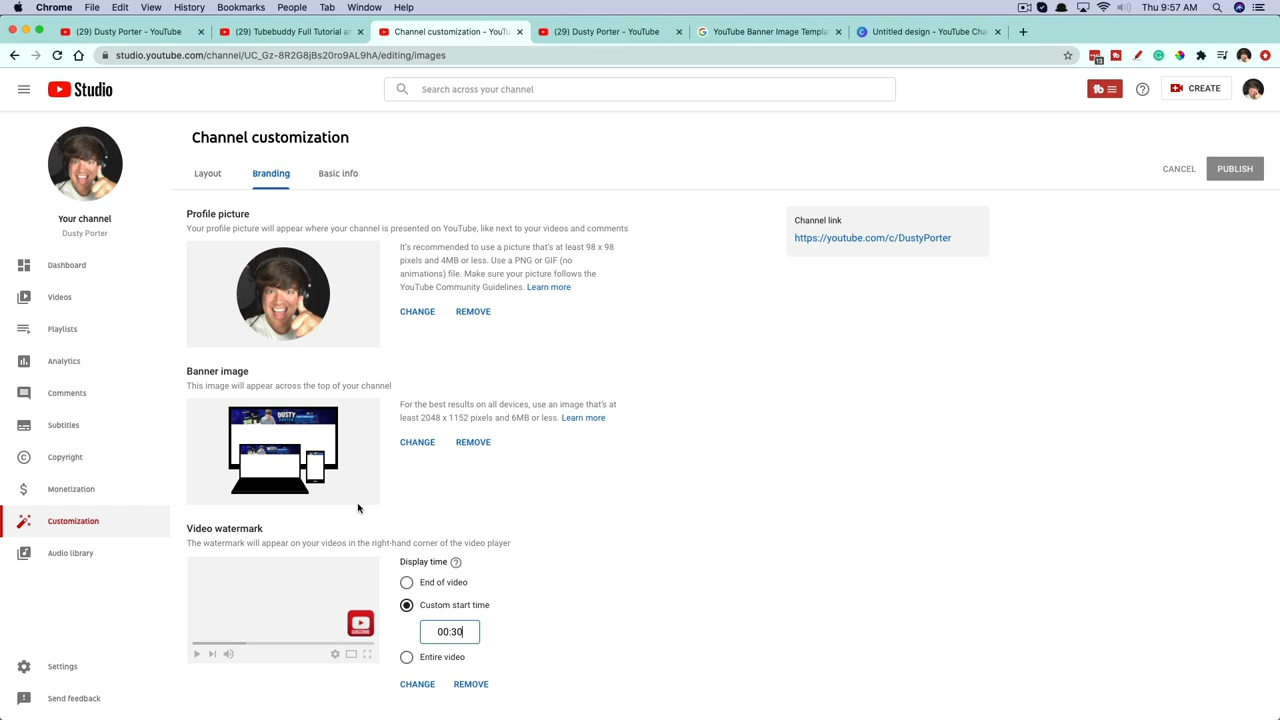 Chrome File Edit View History Bookmarks People Tab Window Help Thu 9:57 AM
(29) Dusty Porter - YouTube (29) Tubebuddy Full Tutorial an Channel customization - YouT (29) Dusty Porter - YouTube YouTube Banner Image Templa Untitled design - YouTube Cha
studio.youtube.com/channel/UC_Gz-8R2G8jBs20ro9AL9hA/editing/images
13
Studio
Search across your channel
tb
CREATE
Channel customization
Layout Branding Basic info
CANCEL PUBLISH
Your channel
Dusty Porter
Dashboard
Videos
Playlists
Analytics
Comments
Subtitles
Copyright
Monetization
Customization
Audio library
Settings
Send feedback
Profile picture
Your profile picture will appear where your channel is presented on YouTube, like next to your videos and comments
It's recommended to use a picture that's at least 98 x 98
pixels and 4MB or less. Use a PNG or GIF (no
animations) file. Make sure your picture follows the
YouTube Community Guidelines. Learn more
CHANGE REMOVE
Banner image
This image will appear across the top of your channel
DUSTY
For the best results on all devices, use an image that's at
least 2048 x 1152 pixels and 6MB or less. Learn more
CHANGE REMOVE
Video watermark
The watermark will appear on your videos in the right-hand corner of the video player
SUBSCRIBE
Display time
End of video
Custom start time
00:30
Entire video
CHANGE REMOVE
Channel link
https://youtube.com/c/DustyPorter